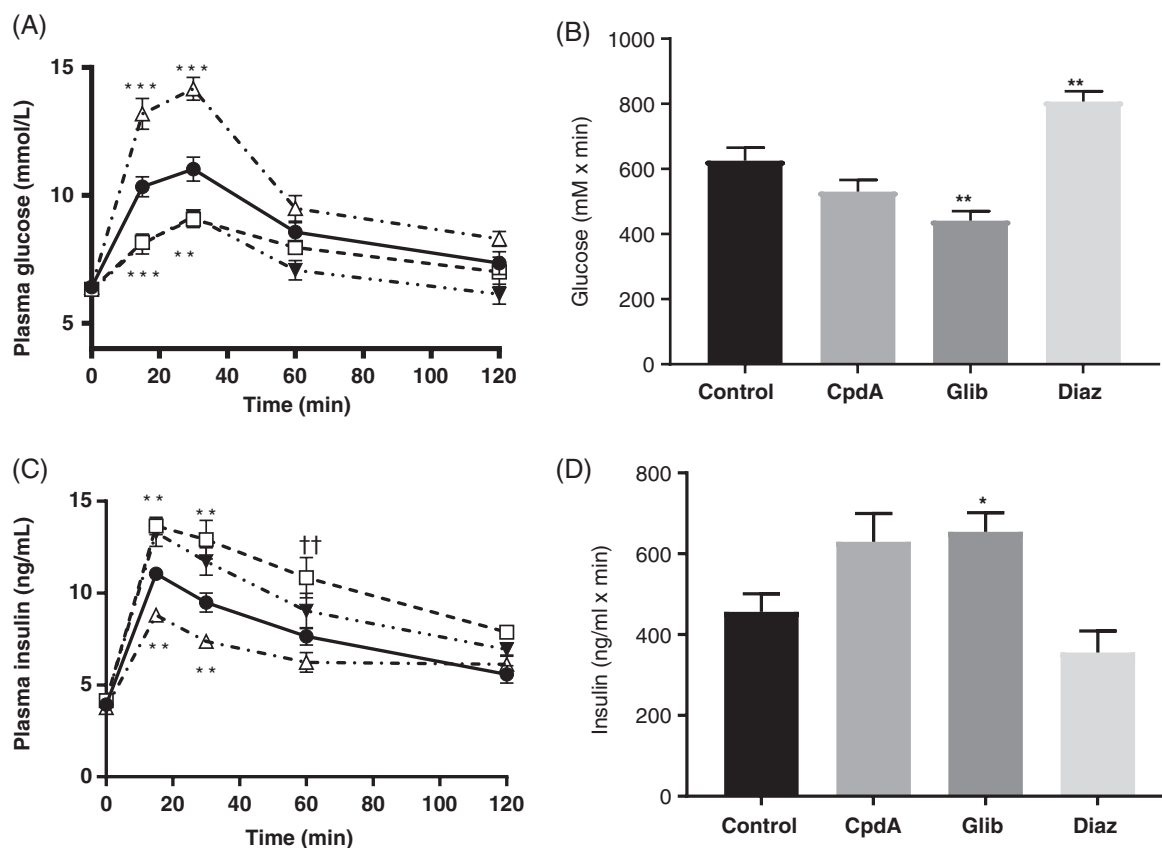 (A)
Plasma glucose (mmol/L)
15
10
5
***
***
***
**
0 20 40 60 80 100 120
Time (min)
(B)
Glucose (mM x min)
1000
800
600
400
200
0
**
**
Control CpdA Glib Diaz
(C)
Plasma insulin (ng/mL)
15
10
5
0
**
**
††
**
**
0 20 40 60 80 100 120
Time (min)
(D)
Insulin (ng/ml x min)
800
600
400
200
0
*
Control CpdA Glib Diaz